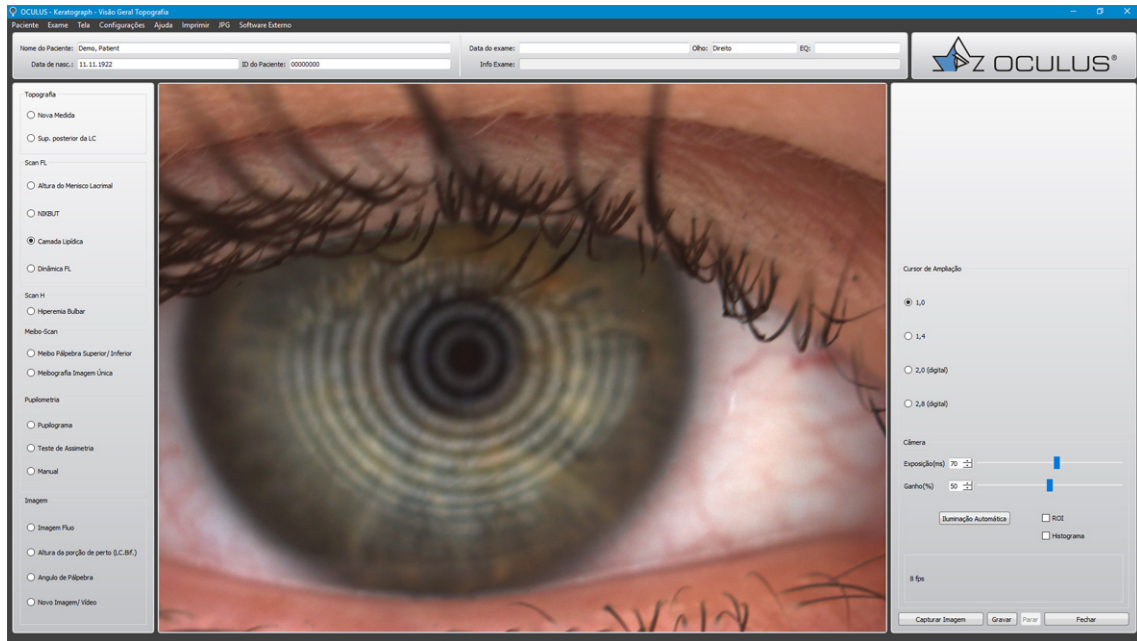 OCULUS - Keratograph - Visão Geral Topografia
Paciente Exame Tela Configurações Ajuda Imprimir JPG Software Externo
Nome do Paciente: Demo, Patient
Data do exame:
Olho: Direito
EQ:
Data de nasc.: 11.11.1922
ID do Paciente: 00000000
Info Exame:
OCULUS®
Topografia
Nova Medida
Sup. posterior da LC
Scan FL
Altura do Menisco Lacrimal
NIKBUT
Camada Lipídica
Dinâmica FL
Scan H
Hiperemia Bulbar
Meibo-Scan
Meibo Pálpebra Superior/ Inferior
Meibografia Imagem Única
Pupilometria
Pupilograma
Teste de Assimetria
Manual
Imagem
Imagem Fluo
Altura da porção de perto (LC.Bif.)
Angulo de Pálpebra
Novo Imagem/ Vídeo
Cursor de Ampliação
1,0
1,4
2,0 (digital)
2,8 (digital)
Câmera
Exposição(ms) 70
Ganho(%) 50
Iluminação Automática
ROI
Histograma
8 fps
Capturar Imagem
Gravar
Parar
Fechar